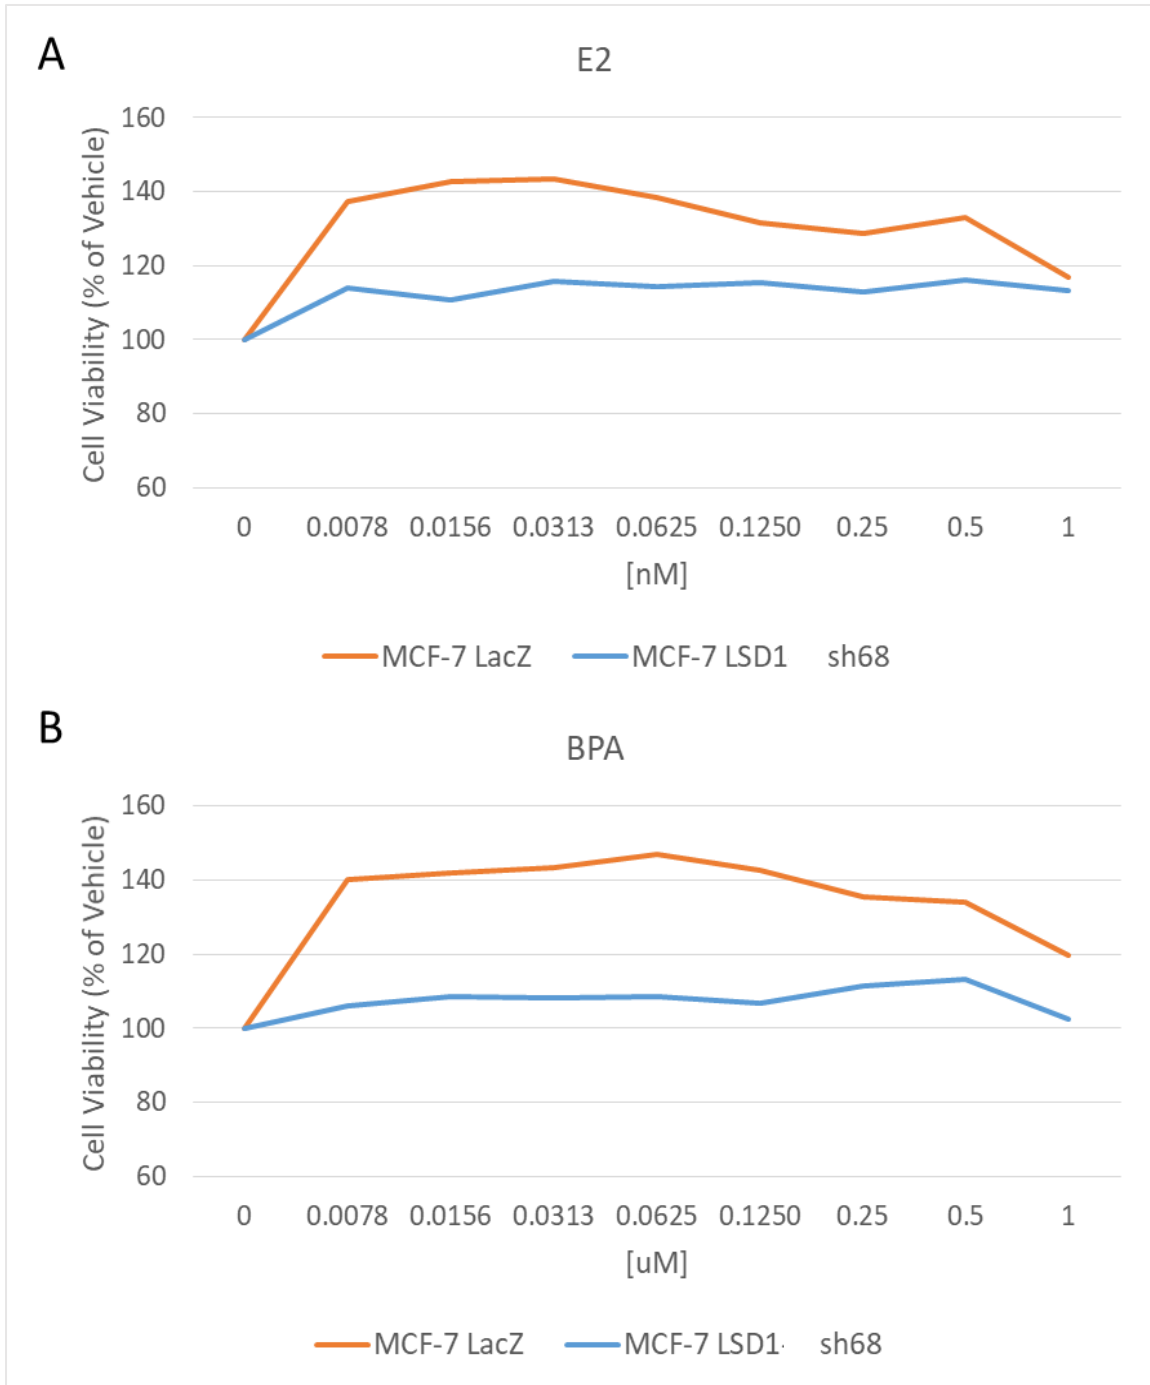 A
E2
Cell Viability (% of Vehicle)
160
140
120
100
80
60
0 0.0078 0.0156 0.0313 0.0625 0.1250 0.25 0.5 1
[nM]
MCF-7 LacZ MCF-7 LSD1 sh68
B
BPA
Cell Viability (% of Vehicle)
160
140
120
100
80
60
0 0.0078 0.0156 0.0313 0.0625 0.1250 0.25 0.5 1
[uM]
MCF-7 LacZ MCF-7 LSD1- sh68